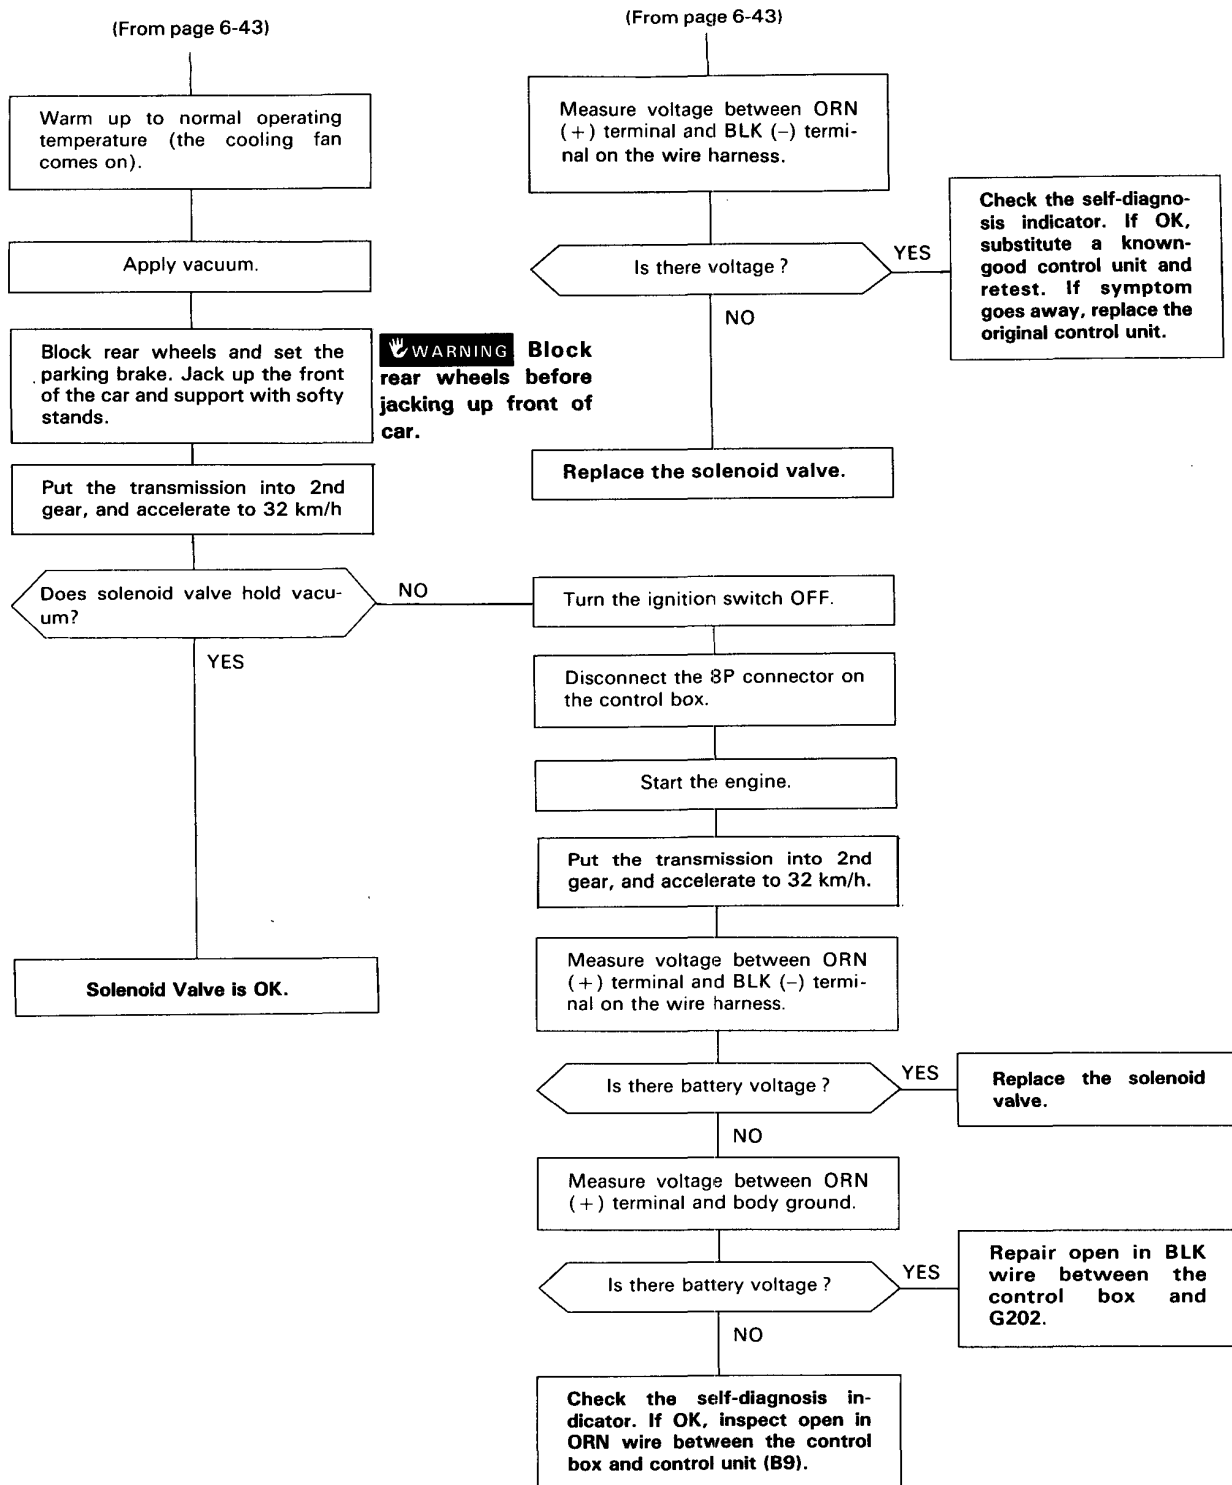 (From page 6-43)
Warm up to normal operating
temperature (the cooling fan
comes on).
Apply vacuum.
Block rear wheels and set the
parking brake. Jack up the front
of the car and support with softy
stands.
WARNING Block
rear wheels before
jacking up front of
car.
Put the transmission into 2nd
gear, and accelerate to 32 km/h
Does solenoid valve hold vacu-
um?
NO
YES
Solenoid Valve is OK.
(From page 6-43)
Measure voltage between ORN
(+) terminal and BLK (–) termi-
nal on the wire harness.
Is there voltage ?
YES
Check the self-diagno-
sis indicator. If OK,
substitute a known-
good control unit and
retest. If symptom
goes away, replace the
original control unit.
NO
Replace the solenoid valve.
Turn the ignition switch OFF.
Disconnect the 8P connector on
the control box.
Start the engine.
Put the transmission into 2nd
gear, and accelerate to 32 km/h.
Measure voltage between ORN
(+) terminal and BLK (–) termi-
nal on the wire harness.
Is there battery voltage ?
YES
Replace the solenoid
valve.
NO
Measure voltage between ORN
(+) terminal and body ground.
Is there battery voltage ?
YES
Repair open in BLK
wire between the
control box and
G202.
NO
Check the self-diagnosis in-
dicator. If OK, inspect open in
ORN wire between the control
box and control unit (B9).